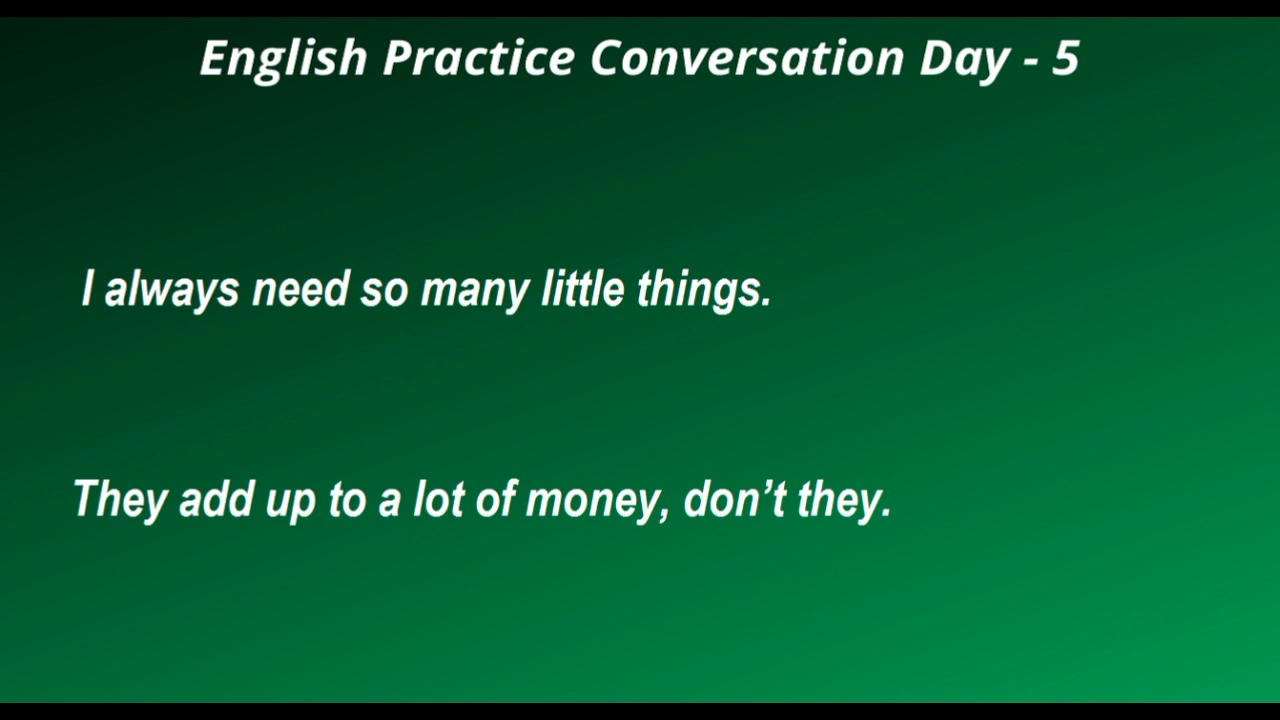 English Practice Conversation Day - 5
I always need so many little things.
They add up to a lot of money, don’t they.